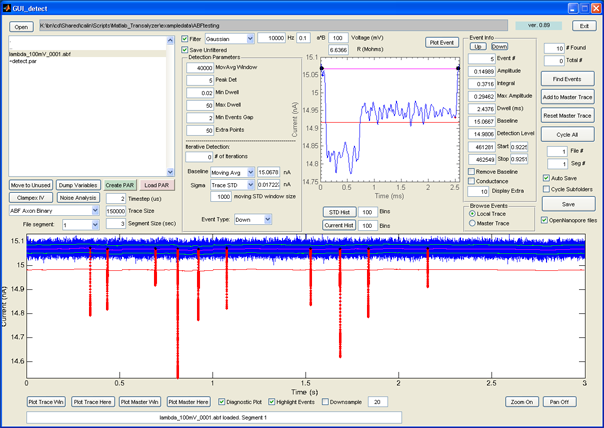 GUI_detect
Open
K:\bn\cd\Shared\calin\Scripts\Matlab_Transalyzer\exampledata\ABFtesting
ver. 0.89
Exit
lambda_100mV_0001.abf
+detect.par
Move to Unused
Dump Variables
Create PAR
Load PAR
Clampex IV
Noise Analysis
2 Timestep (us)
ABF Axon Binary
150000 Trace Size
File segment: 1
3 Segment Size (sec)
Filter Gaussian 10000 Hz 0.1 a*B 100 Voltage (mV)
Save Unfiltered
6.6366 R (Mohms)
Plot Event
Detection Parameters
40000 MovAvg Window
5 Peak Det
0.02 Min Dwell
50 Max Dwell
2 Min Events Gap
50 Extra Points
Iterative Detection:
0 # of Iterations
Baseline Moving Avg 15.0678 nA
Sigma Trace STD 0.017223 nA
1000 moving STD window size
Event Type: Down
15.1
15.05
15
14.95
14.9
14.85
14.8
14.75
Current (nA)
0 0.5 1 1.5 2 2.5
Time (ms)
STD Hist 100 Bins
Current Hist 100 Bins
Event Info
Up Down
5 Event #
0.14989 Amplitude
0.3716 Integral
0.29462 Max Amplitude
2.4376 Dwell (ms)
15.0667 Baseline
14.9806 Detection Level
461281 Start 0.9225
462549 Stop 0.9251
Remove Baseline
Conductance
10 Display Extra
Browse Events
Local Trace
Master Trace
10 # Found
0 Total #
Find Events
Add to Master Trace
Reset Master Trace
Cycle All
1 File #
1 Seg #
Auto Save
Cycle Subfolders
Save
OpenNanopore files
15.1
15
14.9
14.8
14.7
14.6
Current (nA)
0 0.5 1 1.5 2 2.5 3
Time (s)
Plot Trace Win
Plot Trace Here
Plot Master Win
Plot Master Here
Diagnostic Plot
Highlight Events
Downsample
20
Zoom On
Pan Off
lambda_100mV_0001.abf loaded. Segment 1